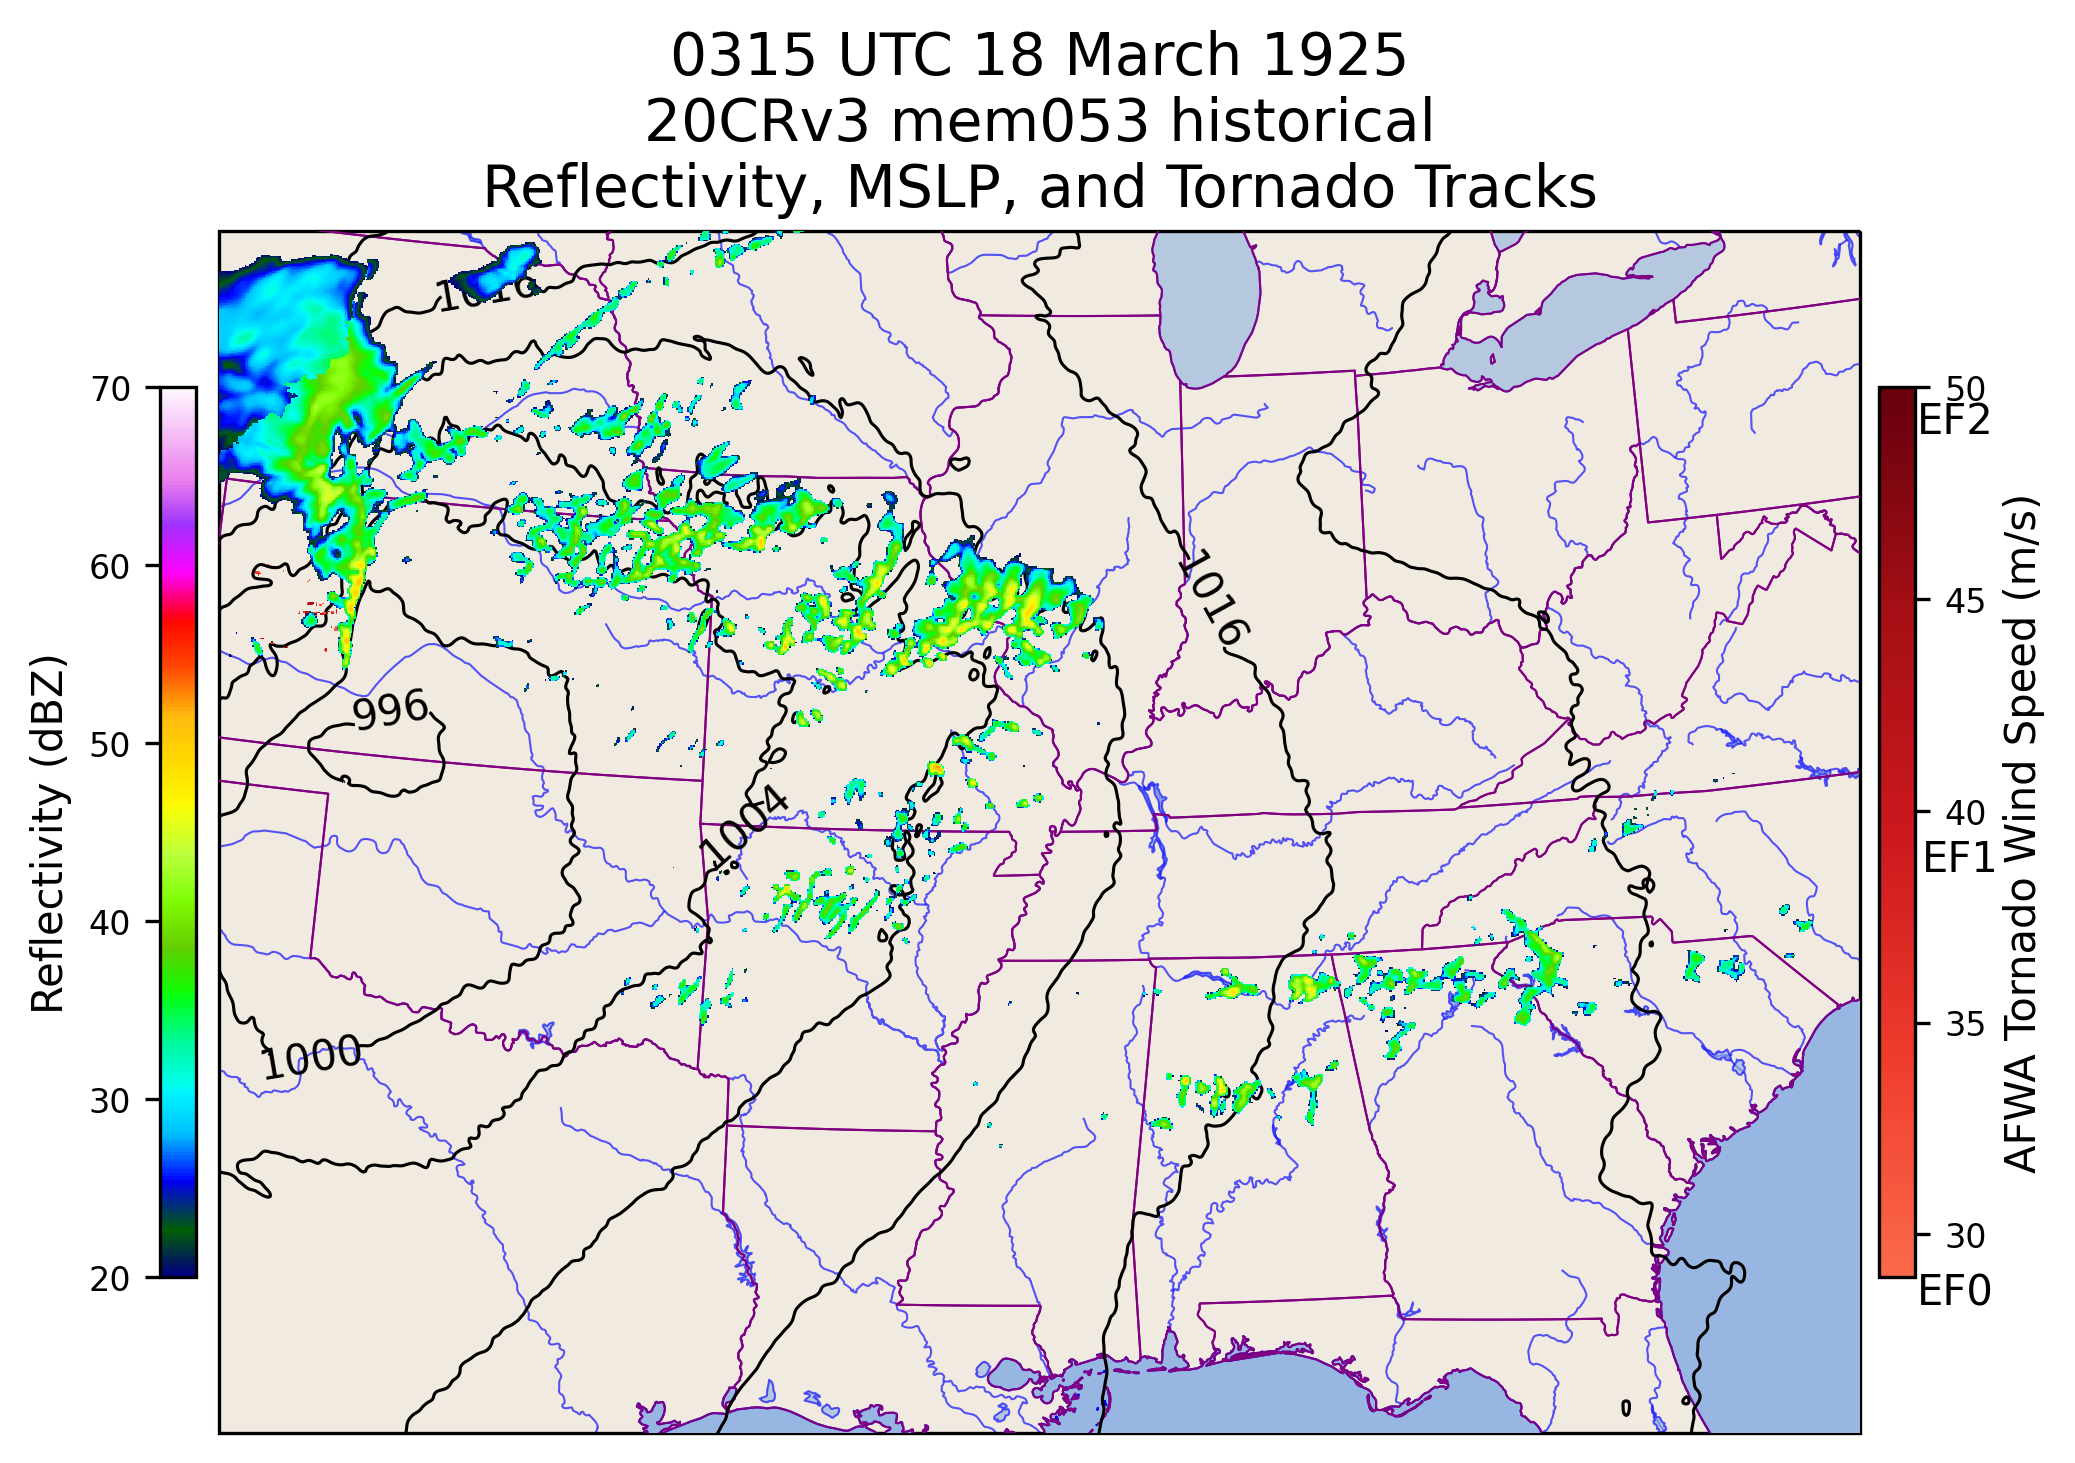 0315 UTC 18 March 1925
20CRv3 mem053 historical
Reflectivity, MSLP, and Tornado Tracks
Reflectivity (dBZ)
70
60
50
40
30
20
1016
1016
996
1004
1000
50
EF2
45
40
EF1
35
30
EF0
AFWA Tornado Wind Speed (m/s)